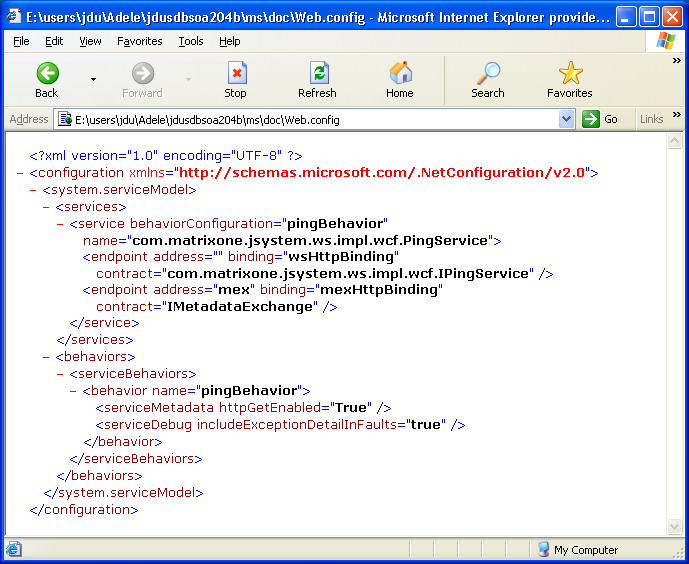 E:\users\jdu\Adele\jdusdbsoa204b\ms\doc\Web.config - Microsoft Internet Explorer provide...
File Edit View Favorites Tools Help »
Back Forward Stop Refresh Home Search Favorites »
Address E:\users\jdu\Adele\jdusdbsoa204b\ms\doc\Web.config Go Links »
<?xml version="1.0" encoding="UTF-8" ?>
- <configuration xmlns="http://schemas.microsoft.com/.NetConfiguration/v2.0">
- <system.serviceModel>
- <services>
- <service behaviorConfiguration="pingBehavior"
name="com.matrixone.jsystem.ws.impl.wcf.PingService">
<endpoint address="" binding="wsHttpBinding"
contract="com.matrixone.jsystem.ws.impl.wcf.IPingService" />
<endpoint address="mex" binding="mexHttpBinding"
contract="IMetadataExchange" />
</service>
</services>
- <behaviors>
- <serviceBehaviors>
- <behavior name="pingBehavior">
<serviceMetadata httpGetEnabled="True" />
<serviceDebug includeExceptionDetailInFaults="true" />
</behavior>
</serviceBehaviors>
</behaviors>
</system.serviceModel>
</configuration>
My Computer